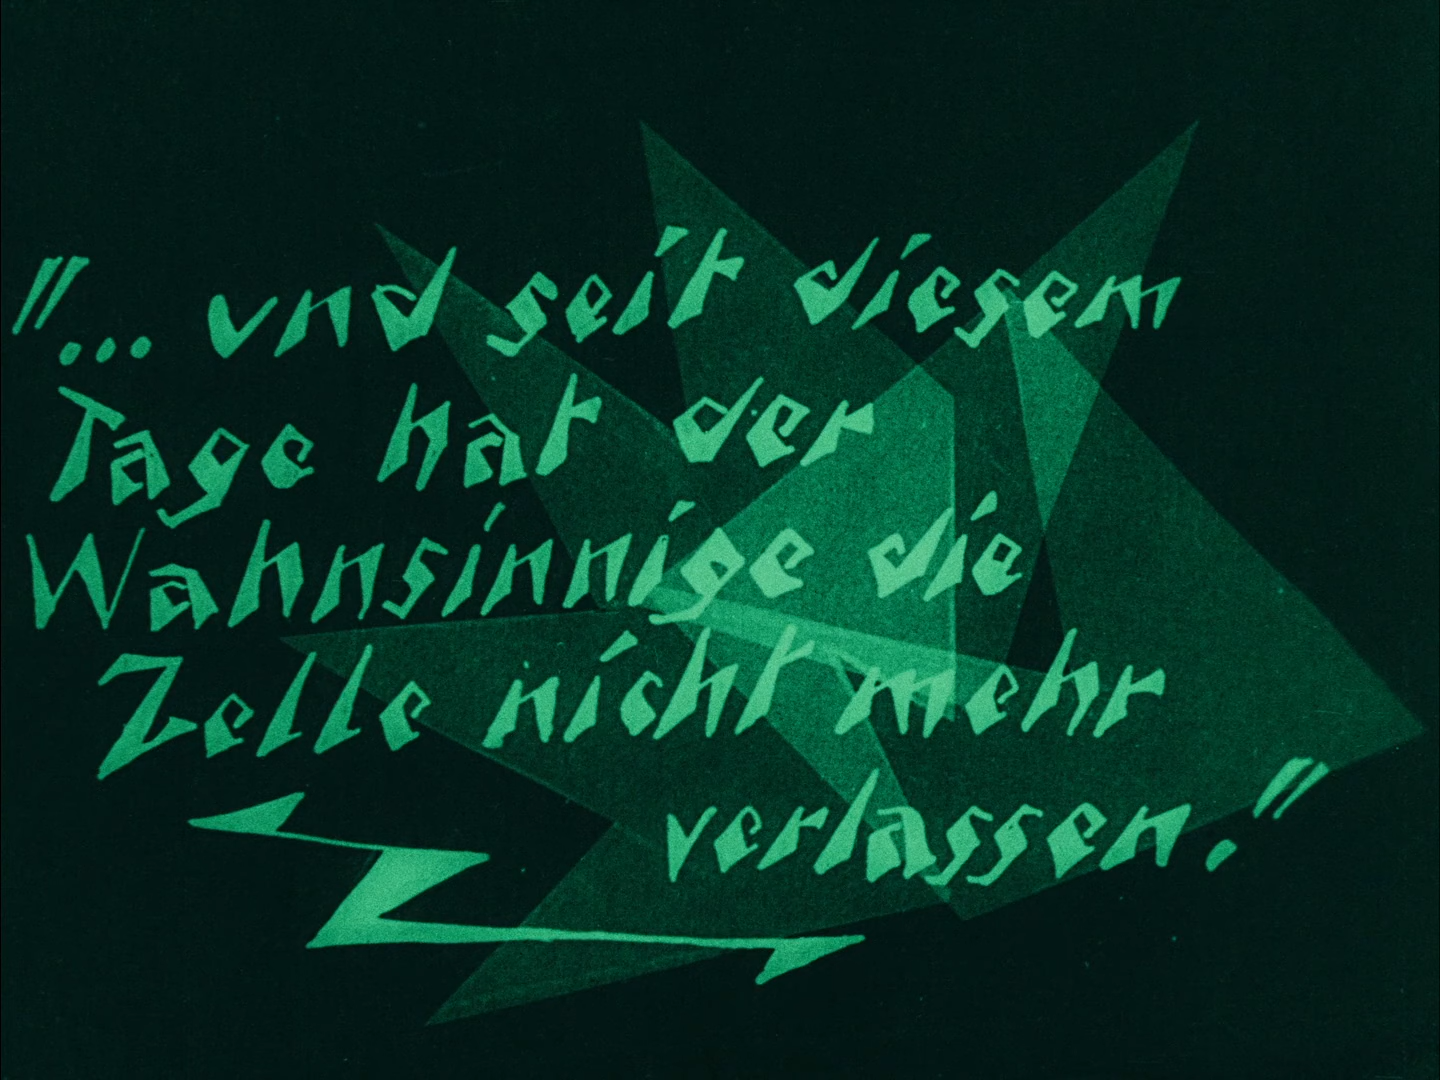 "... und seit diesem
Tage hat der
Wahnsinnige die
Zelle nicht mehr
verlassen."